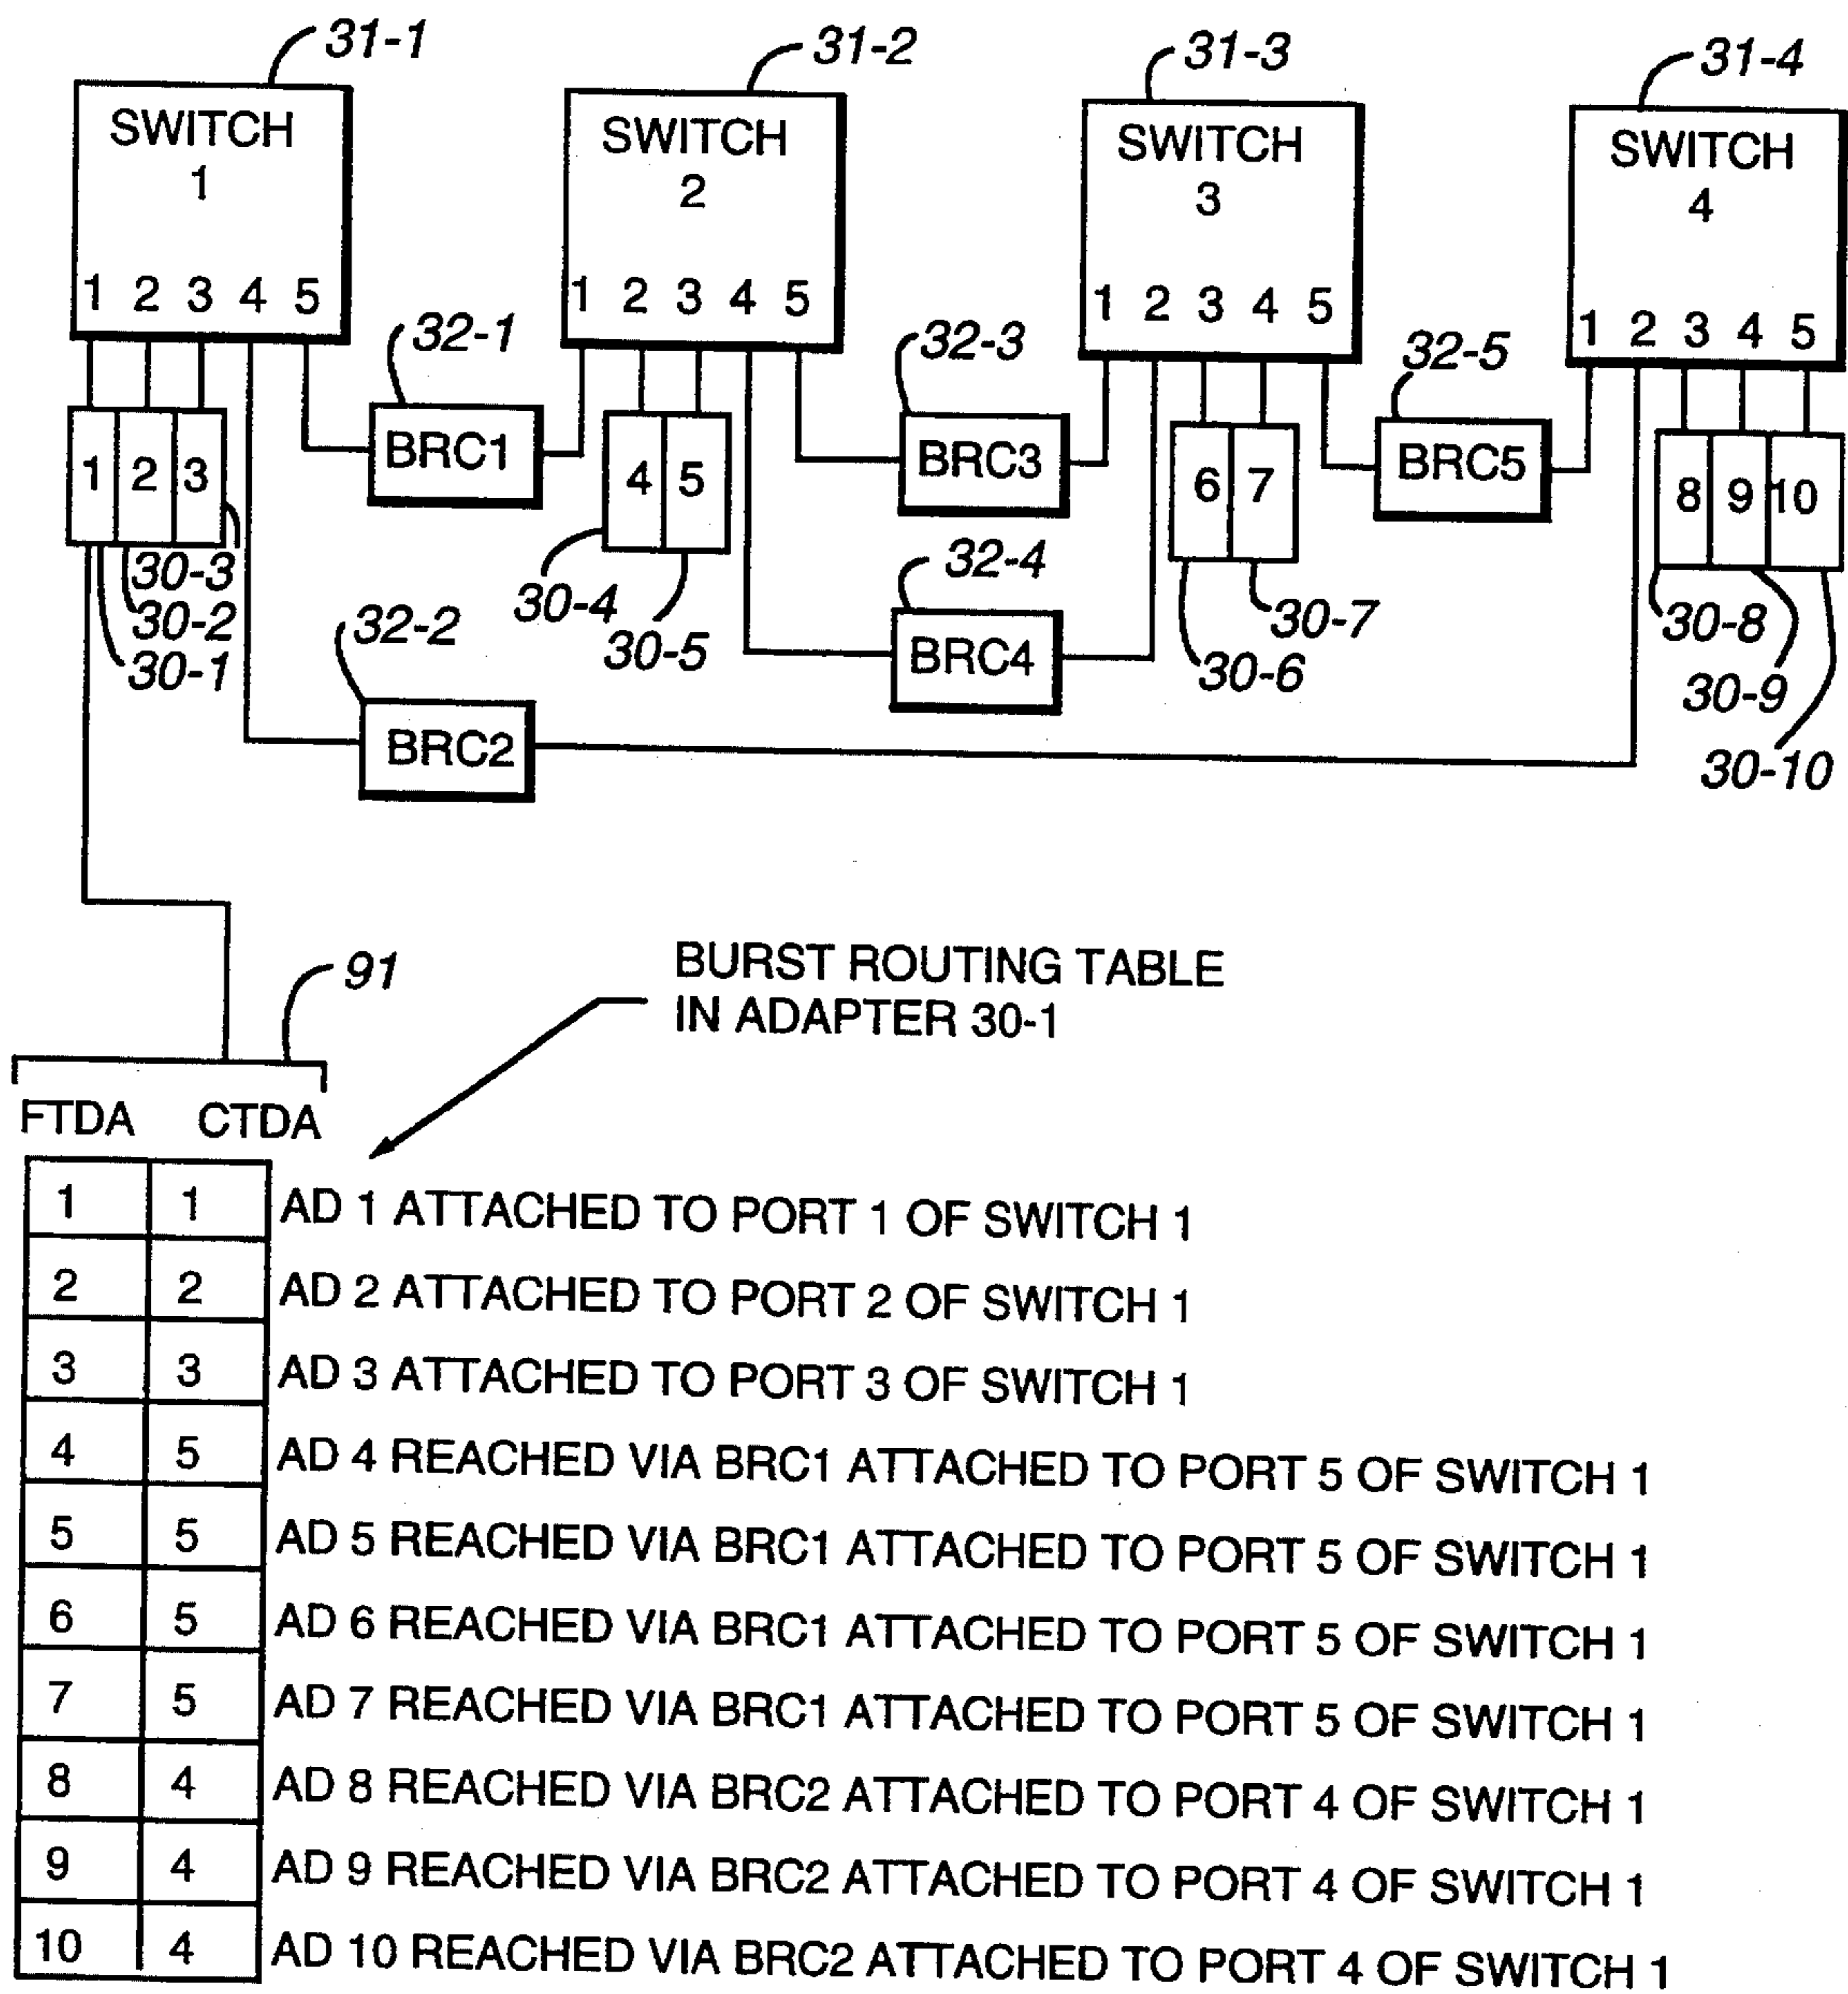 31-1 31-2 31-3 31-4
SWITCH 1
SWITCH 2
SWITCH 3
SWITCH 4
1 2 3 4 5
1 2 3 4 5
1 2 3 4 5
1 2 3 4 5
32-1 32-3 32-5
1 2 3
BRC1
4 5
BRC3
6 7
BRC5
8 9 10
30-3
30-2
30-1
32-2
30-4
30-5
32-4
BRC4
30-7
30-6
30-8
30-9
30-10
BRC2
91
BURST ROUTING TABLE
IN ADAPTER 30-1
FTDA CTDA
1 1 AD 1 ATTACHED TO PORT 1 OF SWITCH 1
2 2 AD 2 ATTACHED TO PORT 2 OF SWITCH 1
3 3 AD 3 ATTACHED TO PORT 3 OF SWITCH 1
4 5 AD 4 REACHED VIA BRC1 ATTACHED TO PORT 5 OF SWITCH 1
5 5 AD 5 REACHED VIA BRC1 ATTACHED TO PORT 5 OF SWITCH 1
6 5 AD 6 REACHED VIA BRC1 ATTACHED TO PORT 5 OF SWITCH 1
7 5 AD 7 REACHED VIA BRC1 ATTACHED TO PORT 5 OF SWITCH 1
8 4 AD 8 REACHED VIA BRC2 ATTACHED TO PORT 4 OF SWITCH 1
9 4 AD 9 REACHED VIA BRC2 ATTACHED TO PORT 4 OF SWITCH 1
10 4 AD 10 REACHED VIA BRC2 ATTACHED TO PORT 4 OF SWITCH 1